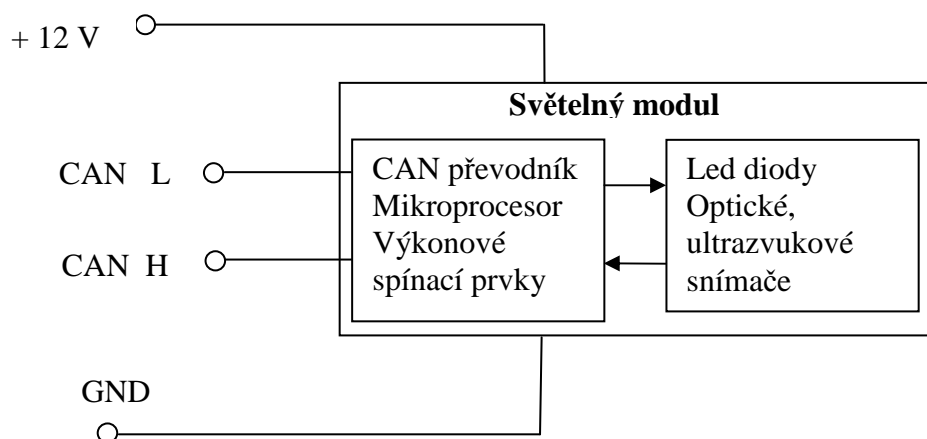 + 12 V
Světelný modul
CAN L
CAN H
CAN převodník
Mikroprocesor
Výkonové
spínací prvky
Led diody
Optické,
ultrazvukové
snímače
GND